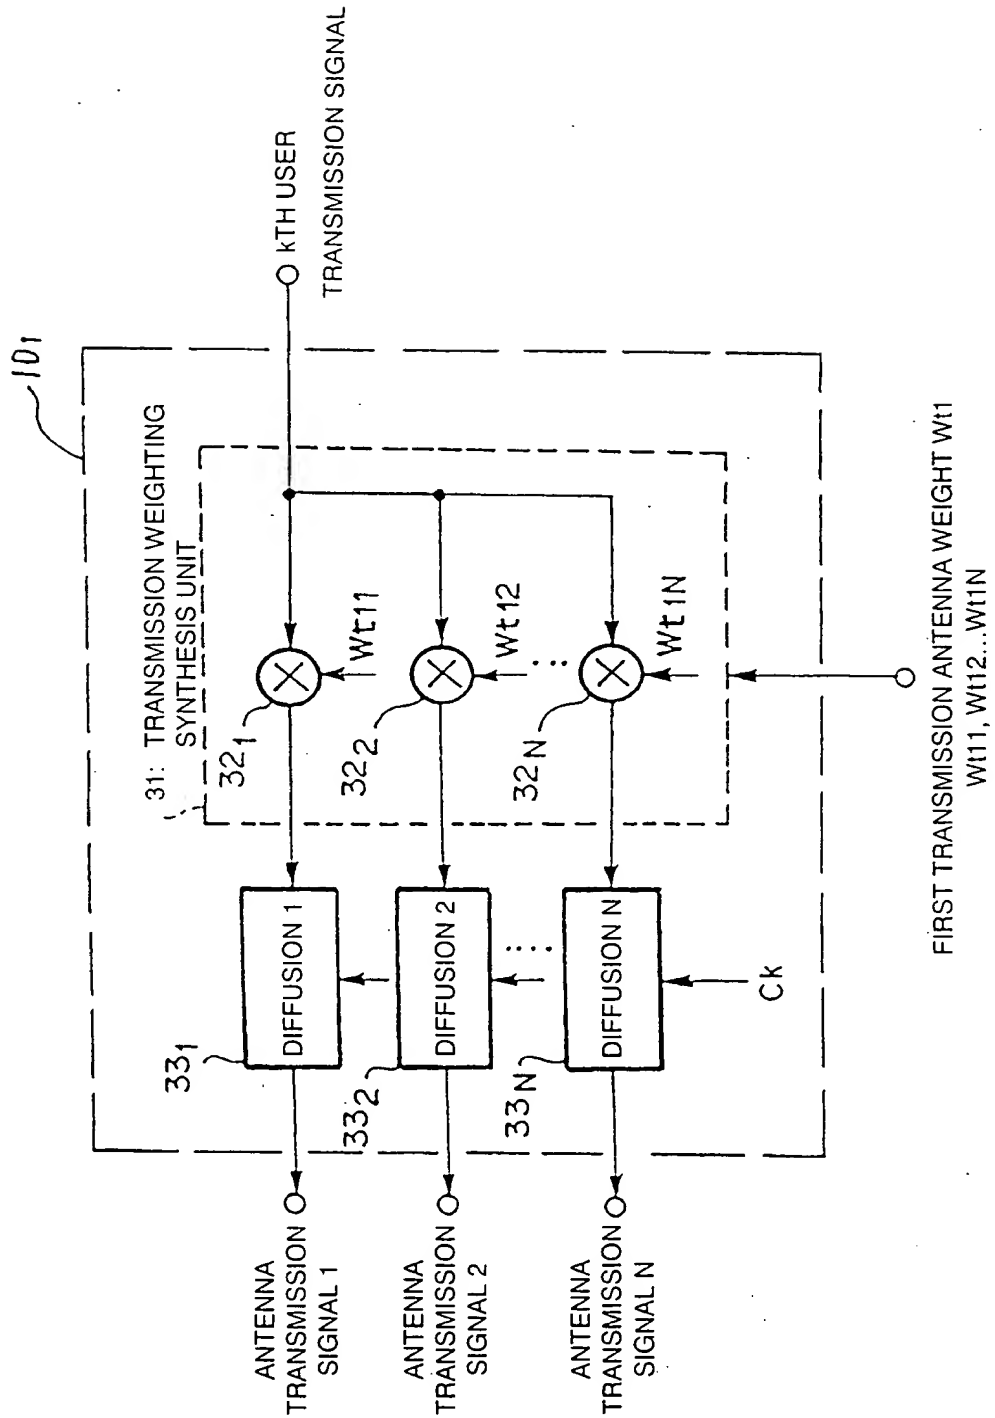 10₁
31: TRANSMISSION WEIGHTING
SYNTHESIS UNIT
kTH USER
TRANSMISSION SIGNAL
ANTENNA
TRANSMISSION
SIGNAL 1
33₁
DIFFUSION 1
32₁
Wt11
ANTENNA
TRANSMISSION
SIGNAL 2
33₂
DIFFUSION 2
32₂
Wt12
ANTENNA
TRANSMISSION
SIGNAL N
33N
DIFFUSION N
32N
Wt1N
Ck
FIRST TRANSMISSION ANTENNA WEIGHT Wt1
Wt11, Wt12...Wt1N